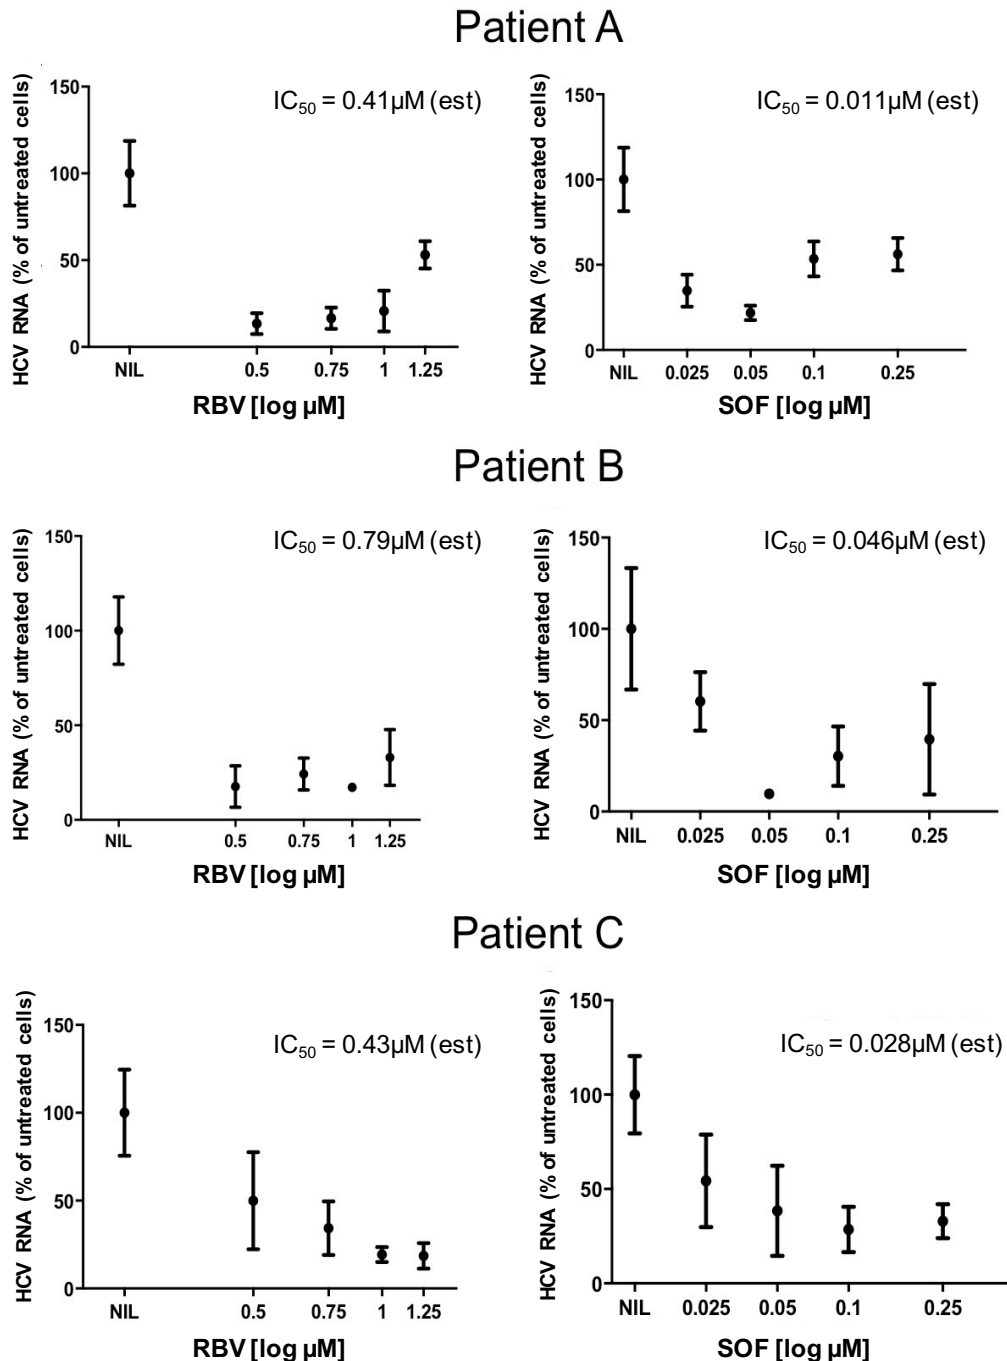 Patient A
IC50 = 0.41µM (est)
HCV RNA (% of untreated cells)
150
100
50
0
NIL 0.5 0.75 1 1.25
RBV [log µM]
IC50 = 0.011µM (est)
HCV RNA (% of untreated cells)
150
100
50
0
NIL 0.025 0.05 0.1 0.25
SOF [log µM]
Patient B
IC50 = 0.79µM (est)
HCV RNA (% of untreated cells)
150
100
50
0
NIL 0.5 0.75 1 1.25
RBV [log µM]
IC50 = 0.046µM (est)
HCV RNA (% of untreated cells)
150
100
50
0
NIL 0.025 0.05 0.1 0.25
SOF [log µM]
Patient C
IC50 = 0.43µM (est)
HCV RNA (% of untreated cells)
150
100
50
0
NIL 0.5 0.75 1 1.25
RBV [log µM]
IC50 = 0.028µM (est)
HCV RNA (% of untreated cells)
150
100
50
0
NIL 0.025 0.05 0.1 0.25
SOF [log µM]